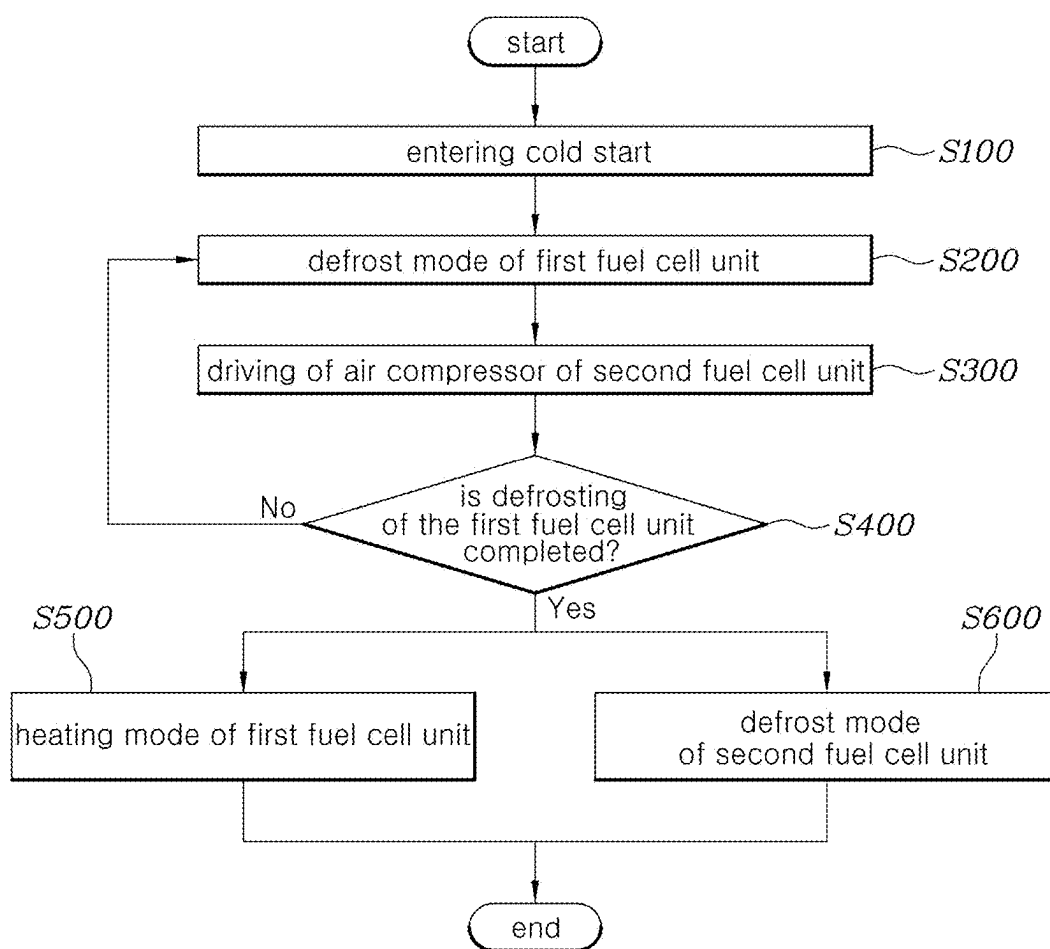 start
entering cold start
S100
defrost mode of first fuel cell unit
S200
driving of air compressor of second fuel cell unit
S300
is defrosting
of the first fuel cell unit
completed?
S400
No
Yes
S500
S600
heating mode of first fuel cell unit
defrost mode
of second fuel cell unit
end